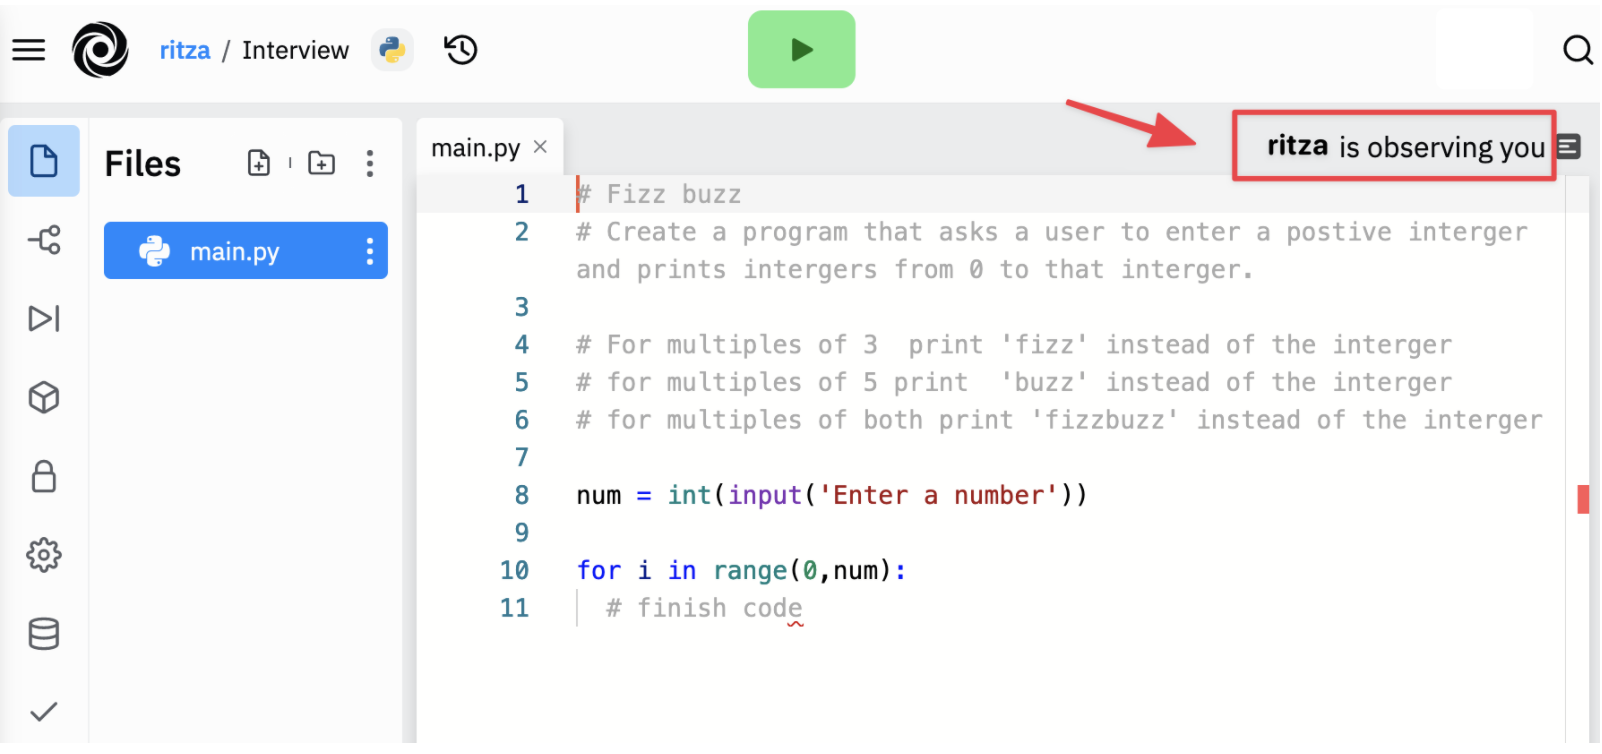 ritza / Interview
Files
main.py
main.py
ritza is observing you
1 # Fizz buzz
2 # Create a program that asks a user to enter a postive interger
and prints intergers from 0 to that interger.
3
4 # For multiples of 3  print 'fizz' instead of the interger
5 # for multiples of 5 print  'buzz' instead of the interger
6 # for multiples of both print 'fizzbuzz' instead of the interger
7
8 num = int(input('Enter a number'))
9
10 for i in range(0,num):
11   # finish code